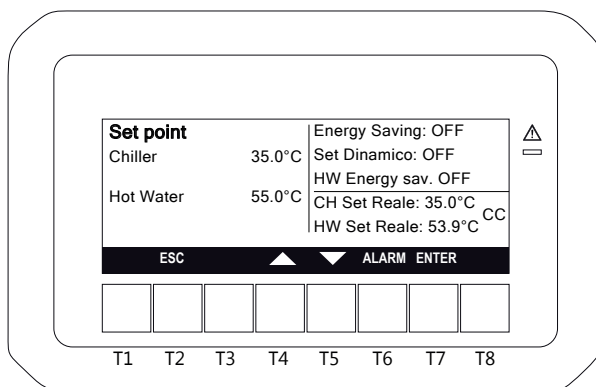 Set point
Chiller 35.0°C
Hot Water 55.0°C
Energy Saving: OFF
Set Dinamico: OFF
HW Energy sav. OFF
CH Set Reale: 35.0°C
HW Set Reale: 53.9°C
CC
ESC ALARM ENTER
T1 T2 T3 T4 T5 T6 T7 T8